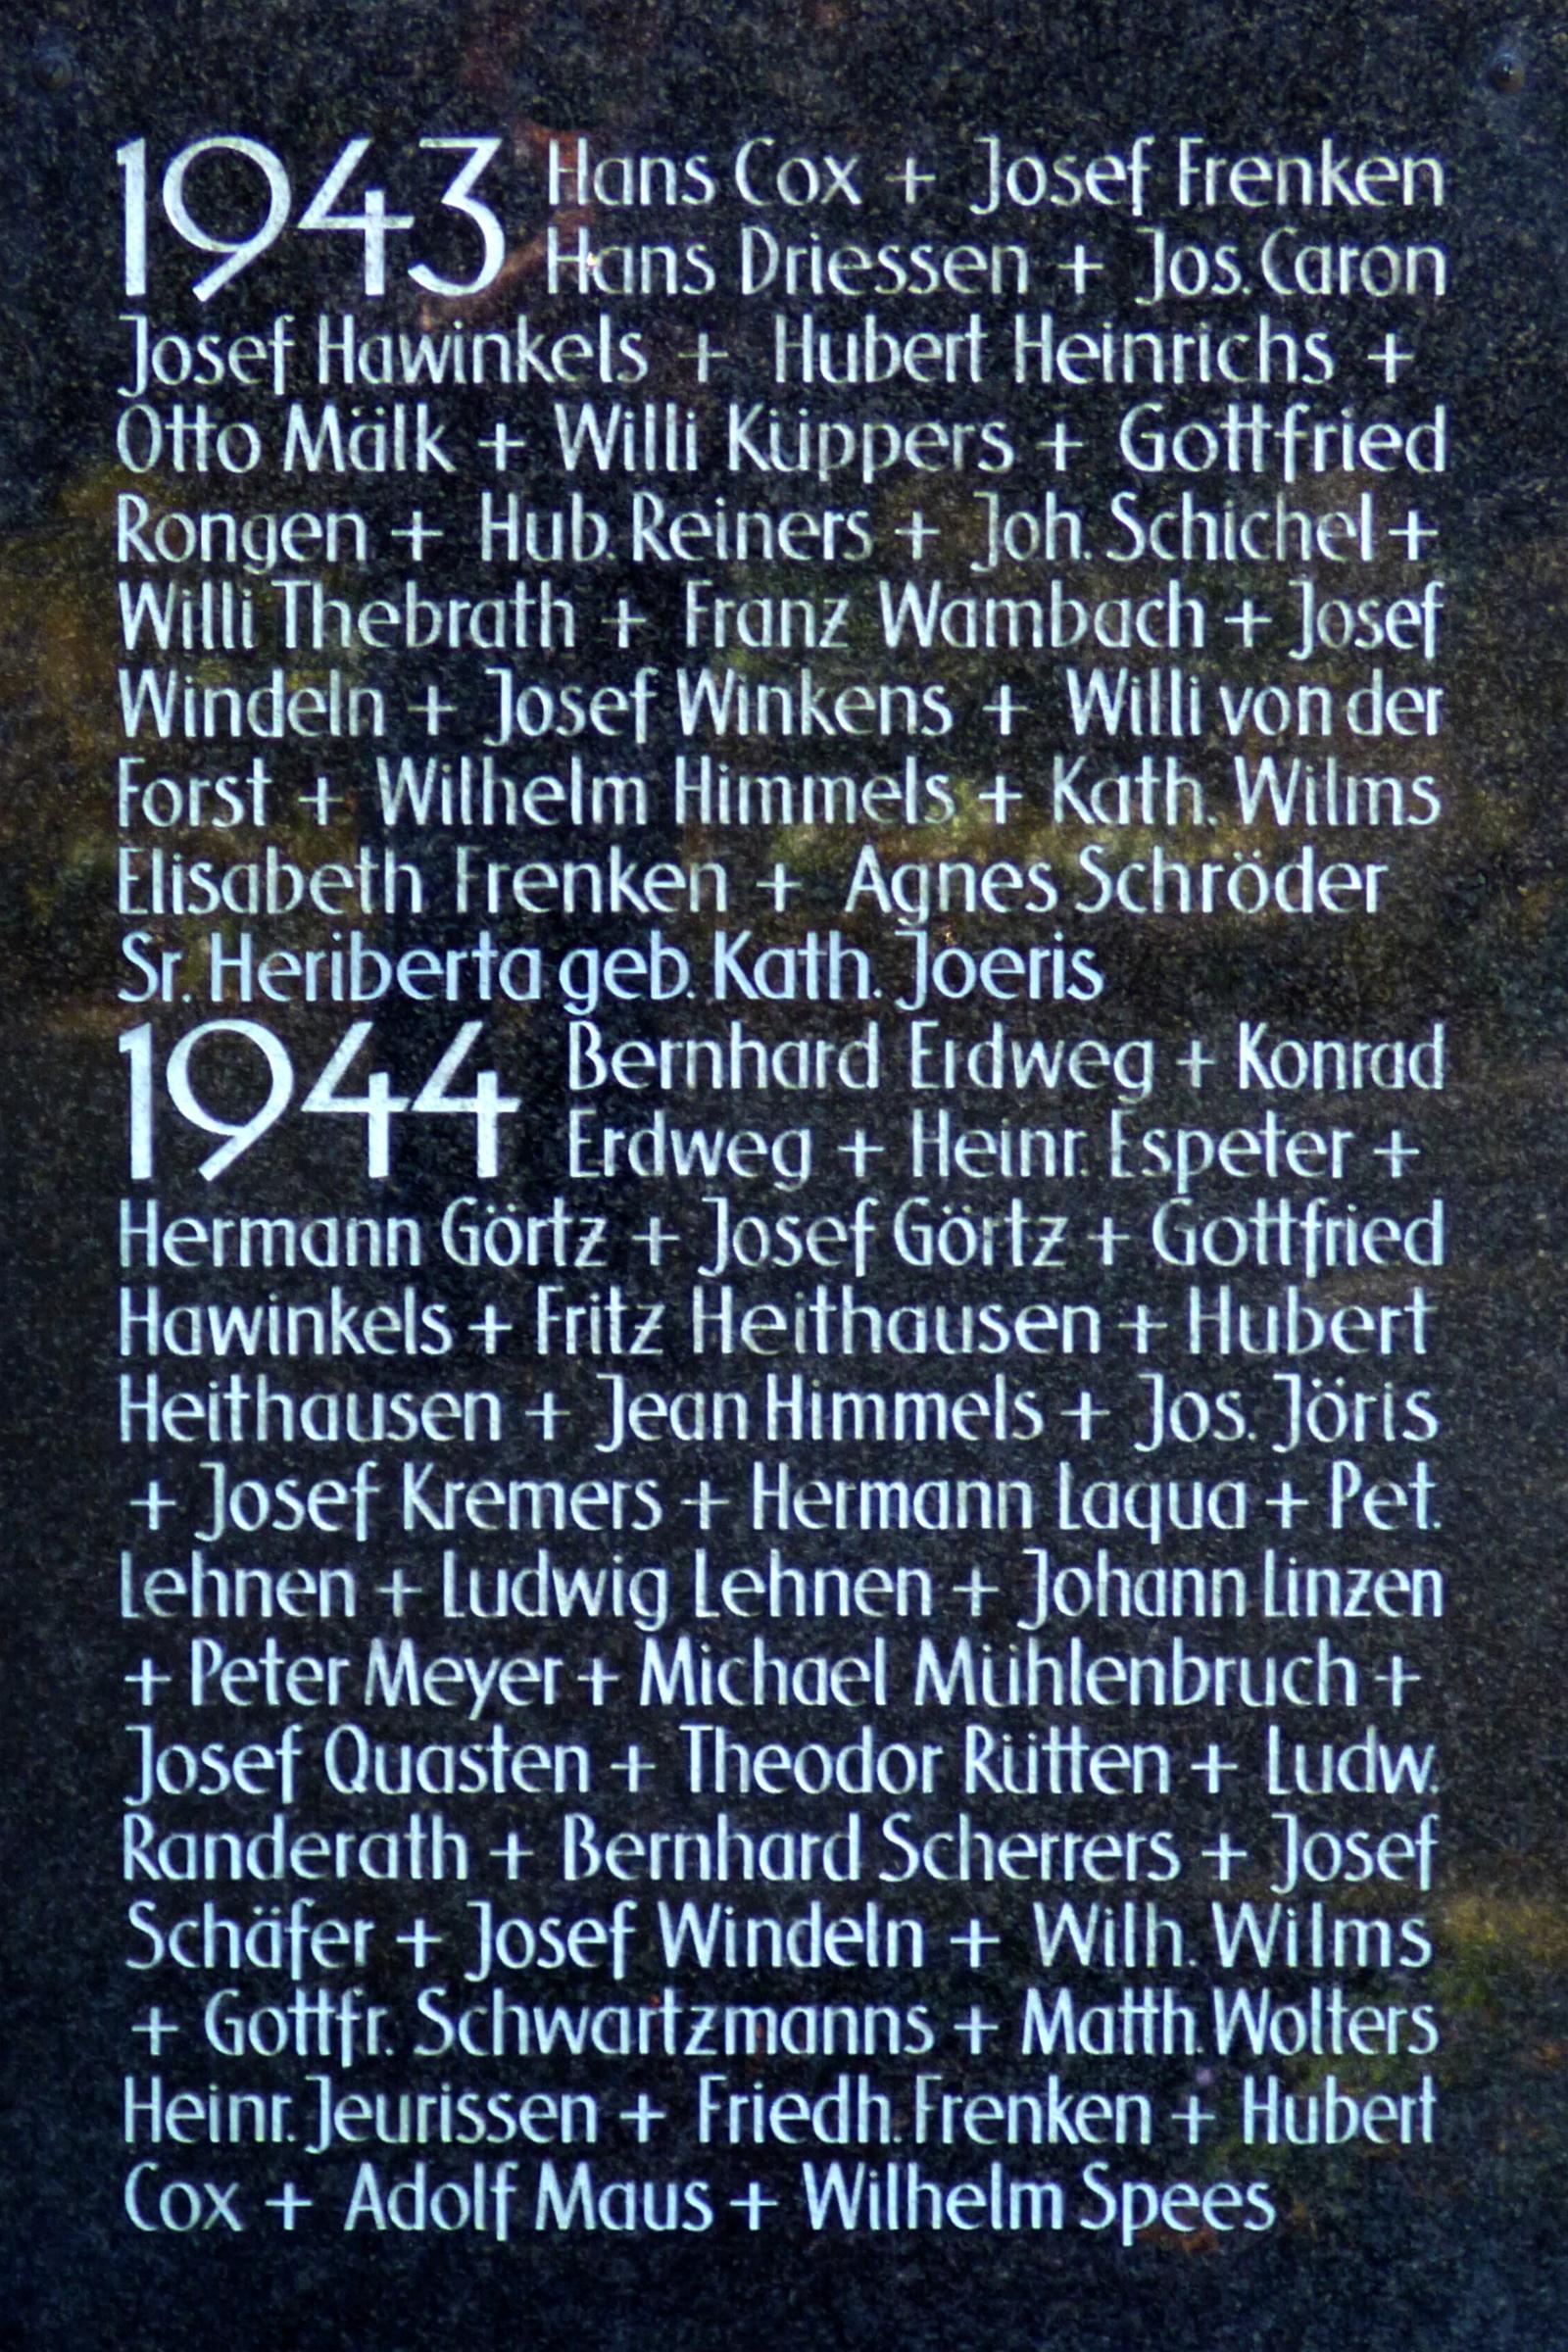 1943 Hans Cox + Josef Frenken
Hans Driessen + Jos. Caron
Josef Hawinkels + Hubert Heinrichs +
Otto Mälk + Willi Küppers + Gottfried
Rongen + Hub. Reiners + Joh. Schichel +
Willi Thebrath + Franz Wambach + Josef
Windeln + Josef Winkens + Willi von der
Forst + Wilhelm Himmels + Kath. Wilms
Elisabeth Frenken + Agnes Schröder
Sr. Heriberta geb. Kath. Joeris
1944 Bernhard Erdweg + Konrad
Erdweg + Heinr. Espeter +
Hermann Görtz + Josef Görtz + Gottfried
Hawinkels + Fritz Heithausen + Hubert
Heithausen + Jean Himmels + Jos. Jöris
+ Josef Kremers + Hermann Laqua + Pet.
Lehnen + Ludwig Lehnen + Johann Linzen
+ Peter Meyer + Michael Mühlenbruch +
Josef Quasten + Theodor Rütten + Ludw.
Randerath + Bernhard Scherrers + Josef
Schäfer + Josef Windeln + Wilh. Wilms
+ Gottfr. Schwartzmanns + Matth. Wolters
Heinr. Jeurissen + Friedh. Frenken + Hubert
Cox + Adolf Maus + Wilhelm Spees